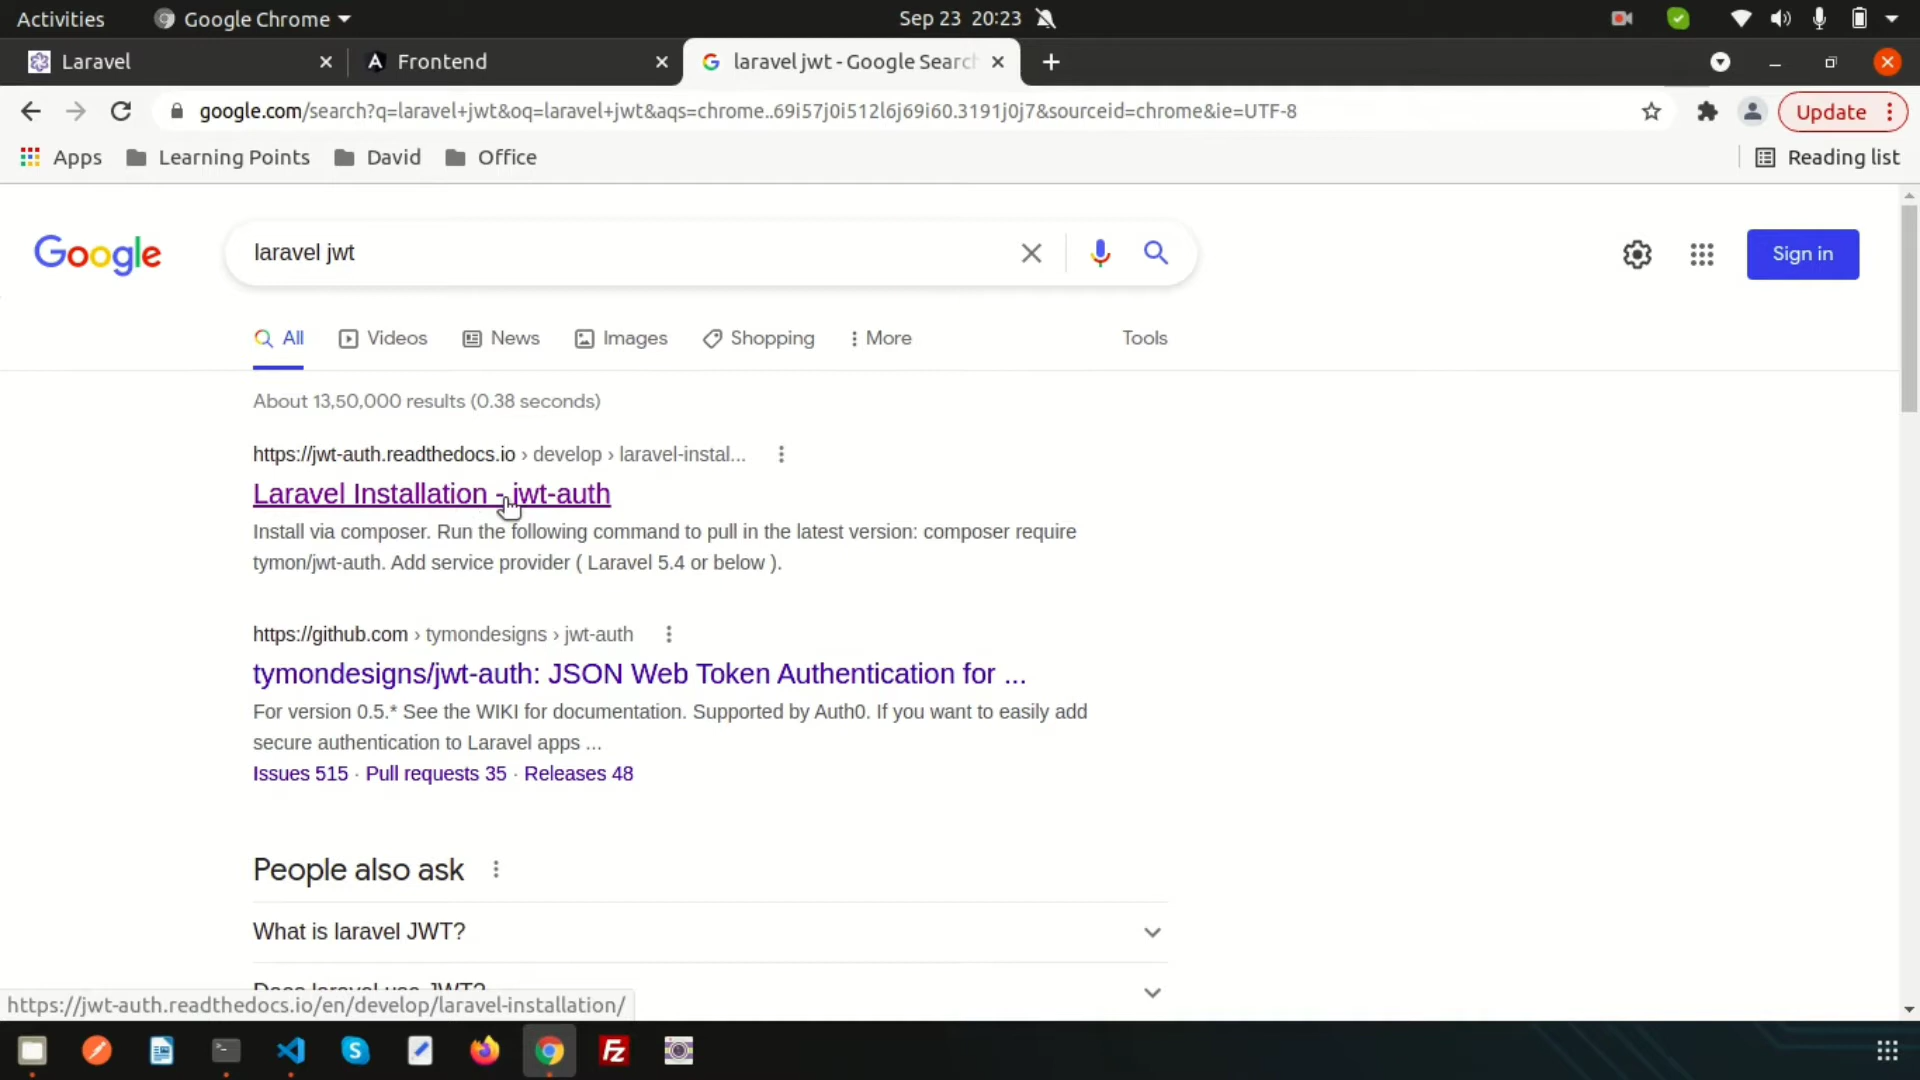 Activities
Google Chrome
Sep 23 20:23
Laravel
Frontend
laravel jwt - Google Search
google.com/search?q=laravel+jwt&oq=laravel+jwt&aqs=chrome..69i57j0i512l6j69i60.3191j0j7&sourceid=chrome&ie=UTF-8
Update
Apps
Learning Points
David
Office
Reading list
Google
laravel jwt
Sign in
All
Videos
News
Images
Shopping
More
Tools
About 13,50,000 results (0.38 seconds)
https://jwt-auth.readthedocs.io › develop › laravel-instal...
Laravel Installation - jwt-auth
Install via composer. Run the following command to pull in the latest version: composer require
tymon/jwt-auth. Add service provider ( Laravel 5.4 or below ).
https://github.com › tymondesigns › jwt-auth
tymondesigns/jwt-auth: JSON Web Token Authentication for ...
For version 0.5.* See the WIKI for documentation. Supported by Auth0. If you want to easily add
secure authentication to Laravel apps ...
Issues 515 · Pull requests 35 · Releases 48
People also ask
What is laravel JWT?
Does laravel use JWT?
https://jwt-auth.readthedocs.io/en/develop/laravel-installation/